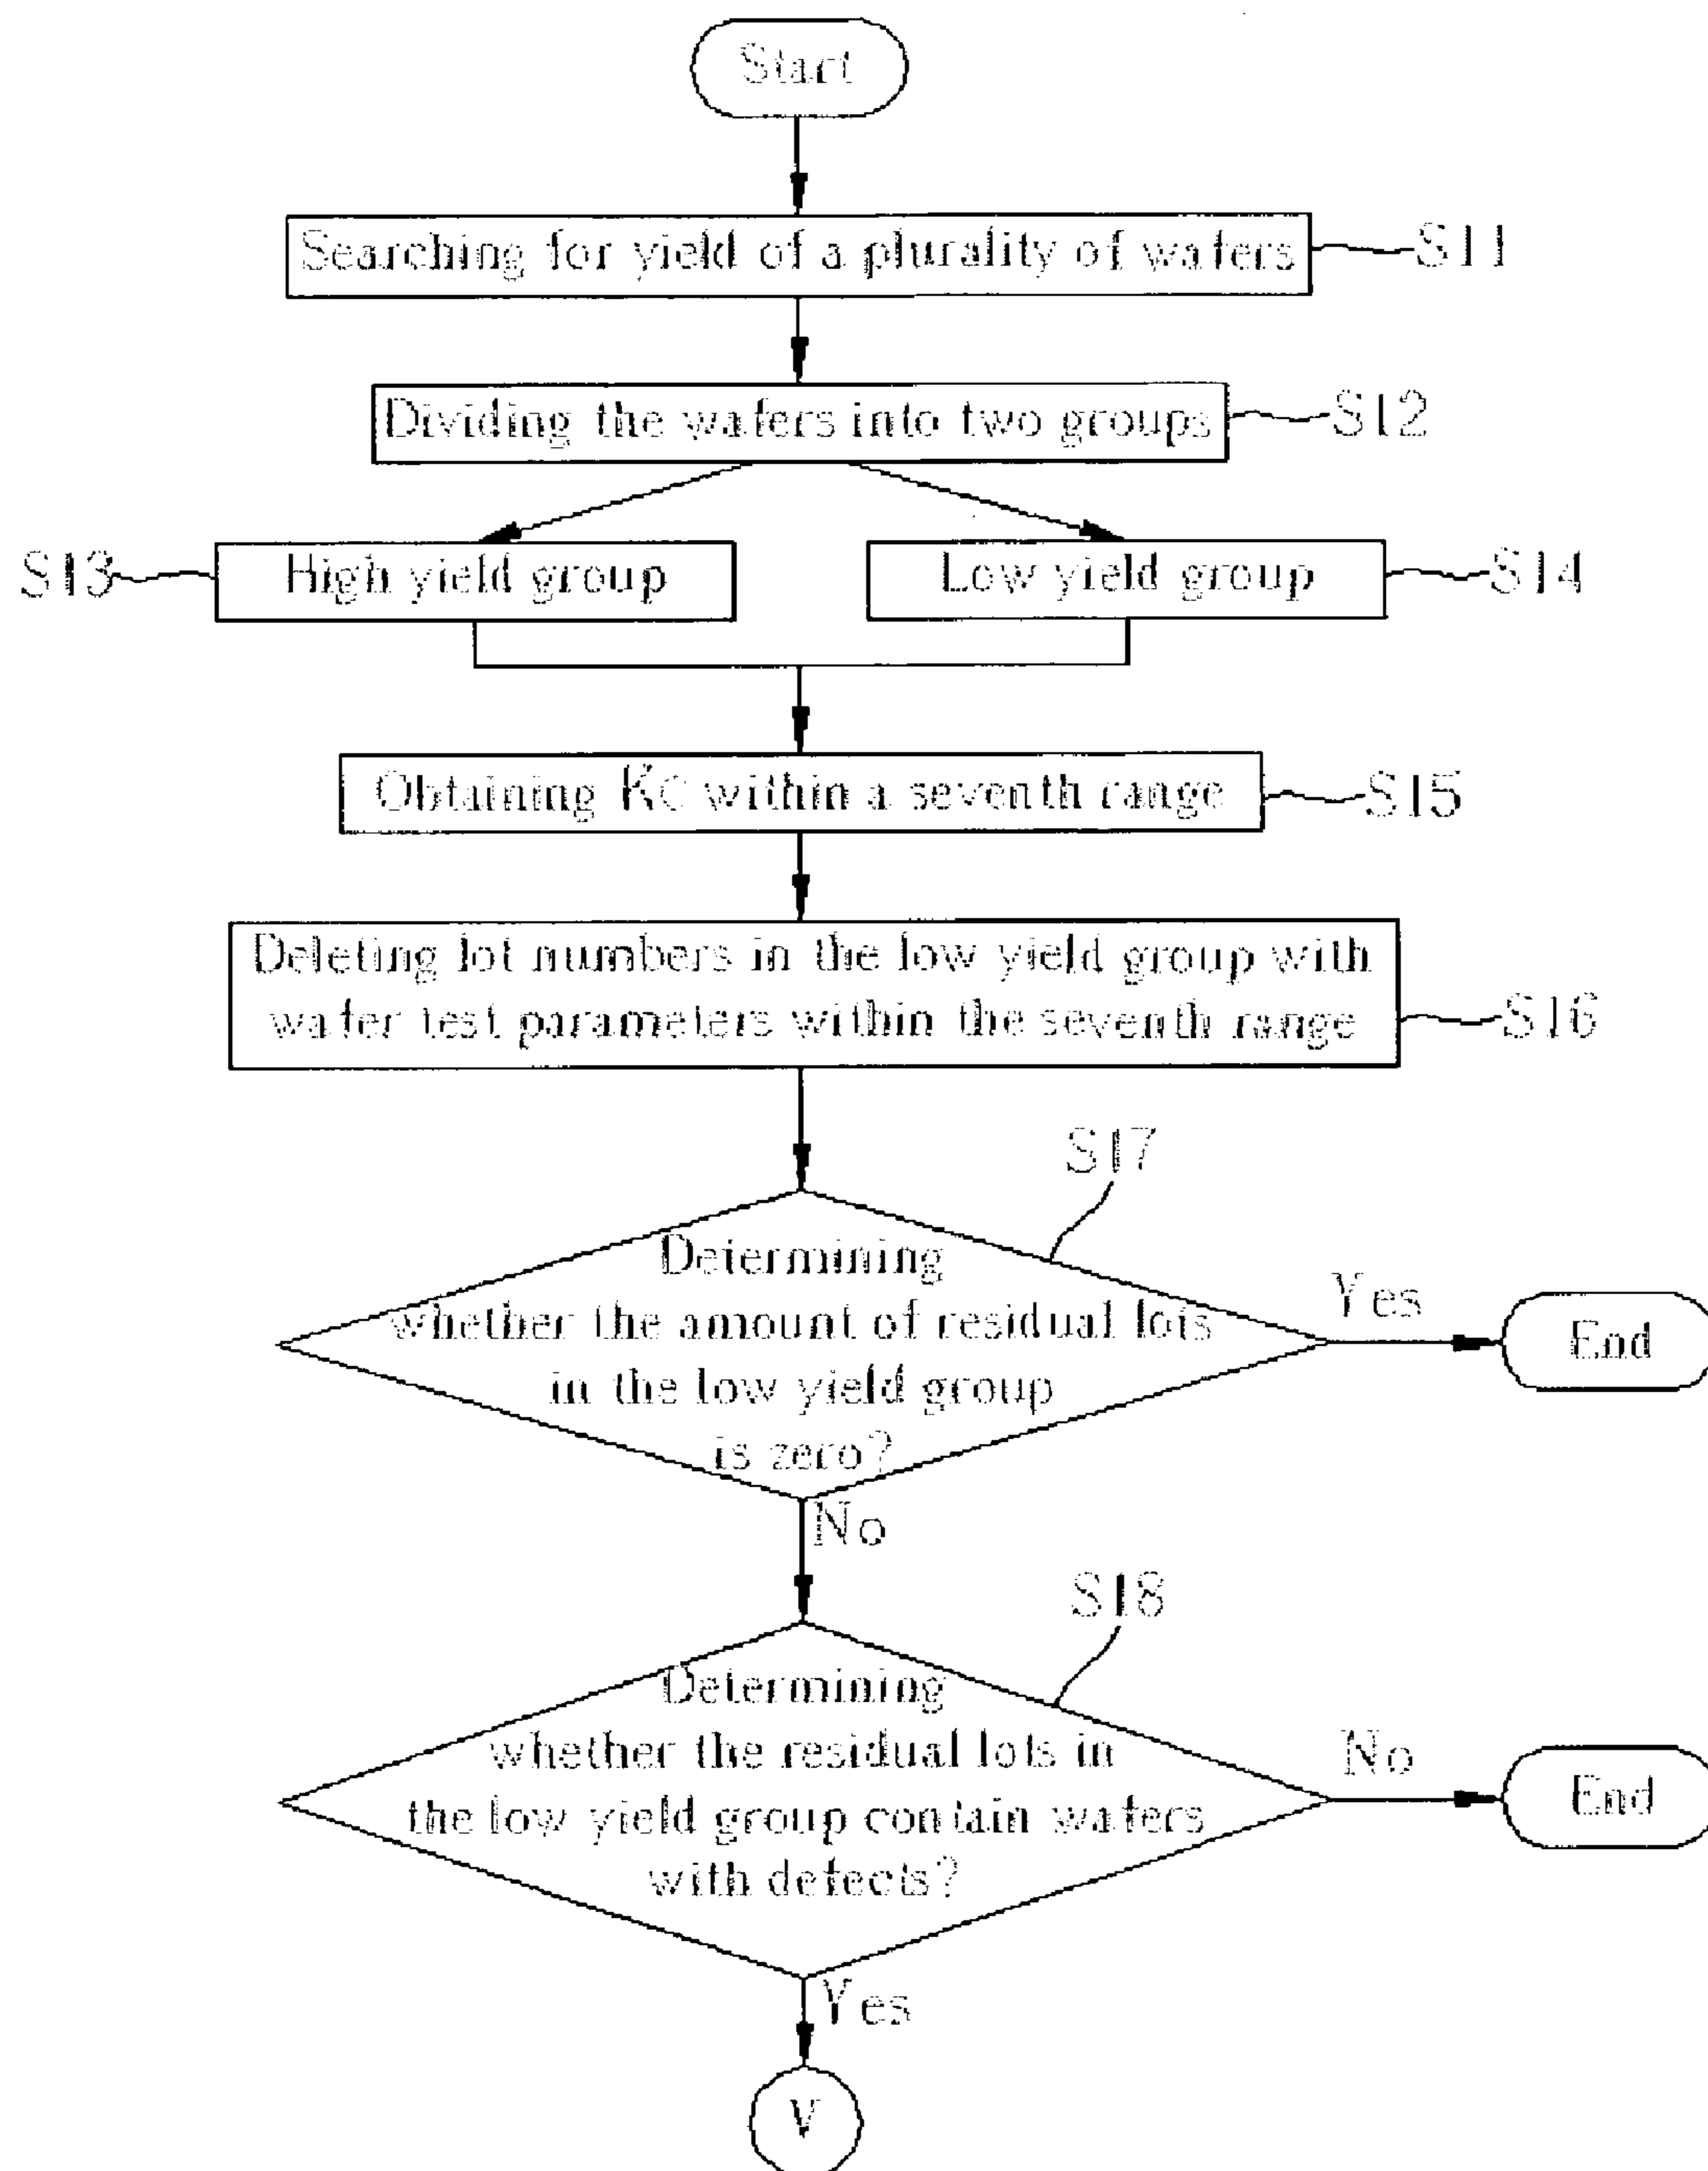 Start
Searching for yield of a plurality of wafers
S11
Dividing the wafers into two groups
S12
S13
High yield group
Low yield group
S14
Obtaining Kc within a seventh range
S15
Deleting lot numbers in the low yield group with
wafer test parameters within the seventh range
S16
S17
Determining
whether the amount of residual lots
in the low yield group
is zero?
Yes
End
No
S18
Determining
whether the residual lots in
the low yield group contain wafers
with defects?
No
End
Yes
V